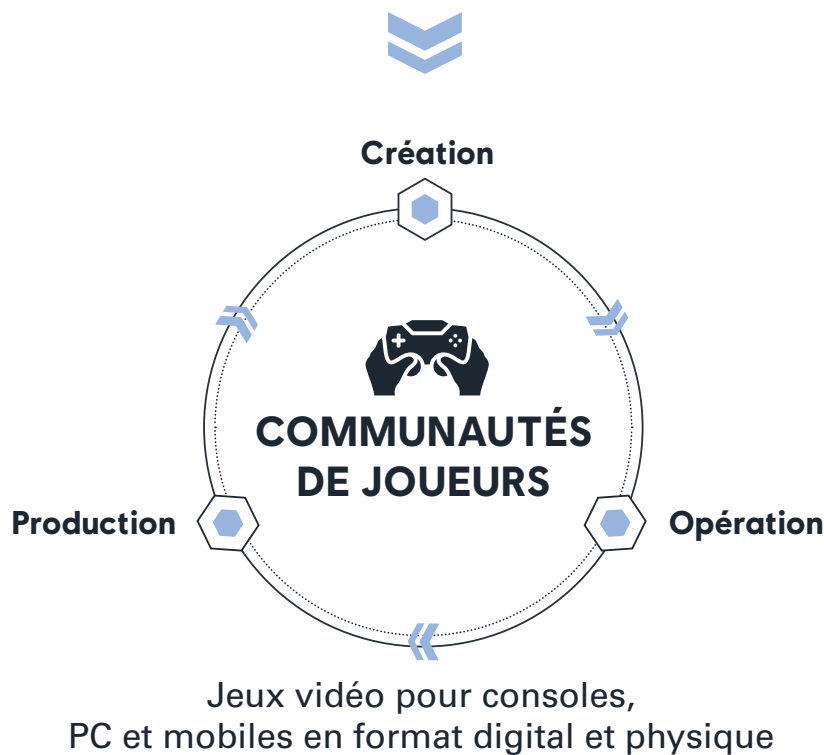 Création
COMMUNAUTÉS
DE JOUEURS
Production
Opération
Jeux vidéo pour consoles,
PC et mobiles en format digital et physique